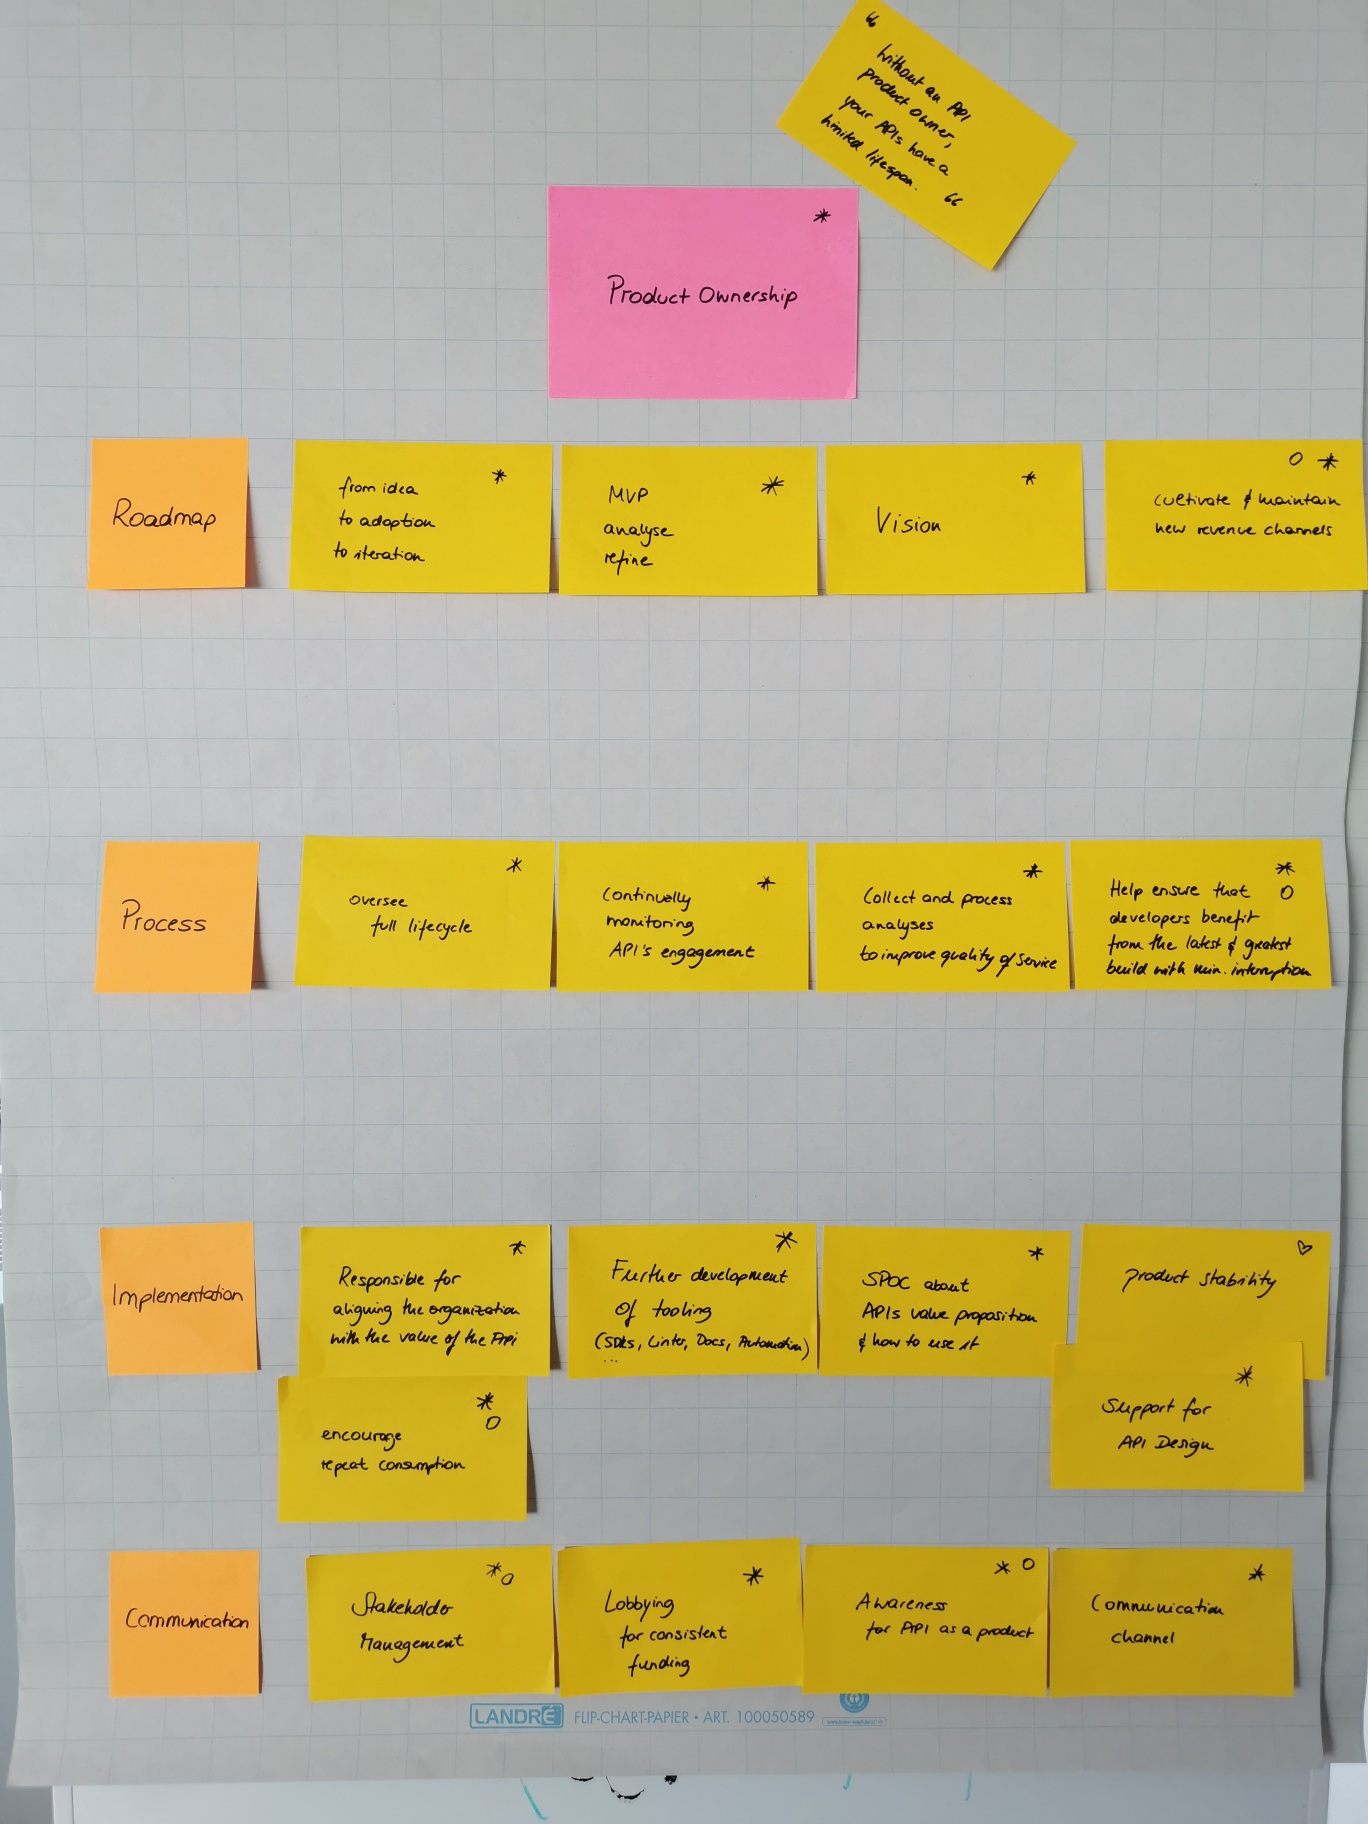 “
Without an API
product owner,
your APIs have a
limited lifespan. “
*
Product Ownership
Roadmap
*
from idea
to adoption
to iteration
*
MVP
analyse
refine
*
Vision
O *
cultivate & maintain
new revenue channels
Process
*
oversee
full lifecycle
*
Continually
monitoring
API's engagement
*
Collect and process
analyses
to improve quality of Service
*
O
Help ensure that
developers benefit
from the latest & greatest
build with min. interruption
Implementation
*
Responsible for
aligning the organization
with the value of the API
*
Further development
of tooling
(SDKs, Linter, Docs, Automation)
...
*
SPOC about
APIs value proposition
& how to use it
♡
product stability
*
O
encourage
repeat consumption
*
Support for
API Design
Communication
* O
Stakeholder
Management
*
Lobbying
for consistent
funding
* O
Awareness
for API as a product
*
Communication
channel
LANDRÉ FLIP-CHART-PAPIER • ART. 100050589